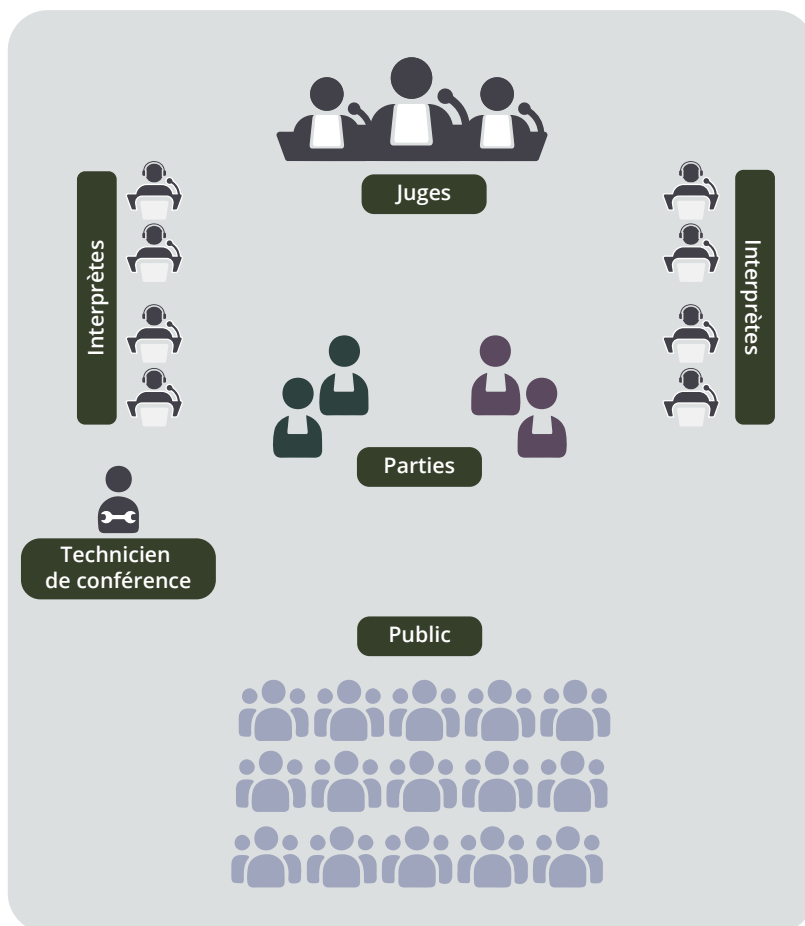 Juges
Interprètes
Interprètes
Parties
Technicien
de conférence
Public